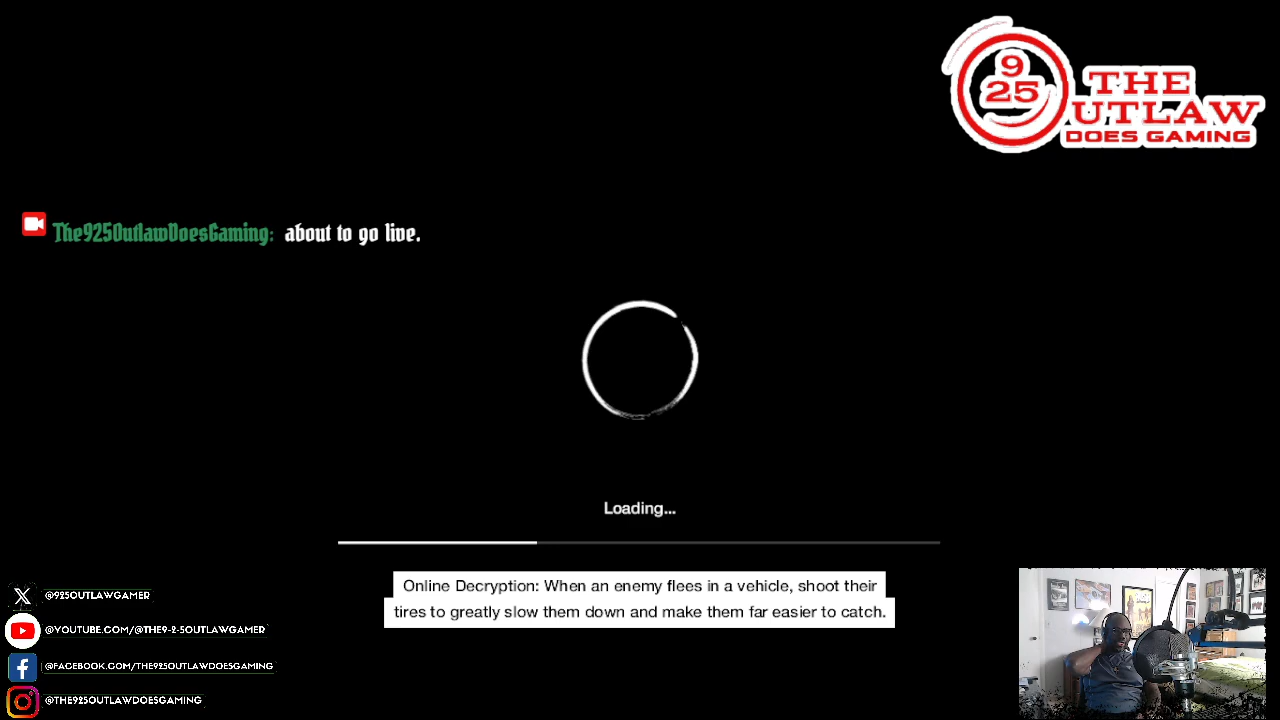 9
25
THE
OUTLAW
DOES GAMING
The925OutlawDoesGaming: about to go live.
Loading...
Online Decryption: When an enemy flees in a vehicle, shoot their
tires to greatly slow them down and make them far easier to catch.
@925OUTLAWGAMER
@YOUTUBE.COM/@THE9-2-5OUTLAWGAMER
@FACEBOOK.COM/THE925OUTLAWDOESGAMING
@THE925OUTLAWDOESGAMING